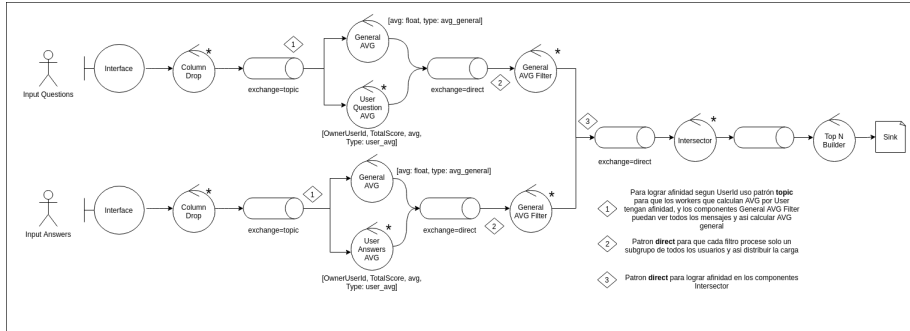 Input Questions
Interface
Column
Drop
*
1
exchange=topic
General
AVG
[avg: float, type: avg_general]
User
Question
AVG
*
[OwnerUserId, TotalScore, avg,
Type: user_avg]
exchange=direct
2
General
AVG Filter
*
3
exchange=direct
Intersector
*
Top N
Builder
Sink
Input Answers
Interface
Column
Drop
*
1
exchange=topic
General
AVG
[avg: float, type: avg_general]
User
Answers
AVG
*
[OwnerUserId, TotalScore, avg,
Type: user_avg]
exchange=direct
2
General
AVG Filter
*
1
Para lograr afinidad segun UserId uso patrón topic
para que los workers que calculan AVG por User
tengan afinidad, y los componentes General AVG Filter
puedan ver todos los mensajes y asi calcular AVG
general
2
Patron direct para que cada filtro procese solo un
subgrupo de todos los usuarios y asi distribuir la carga
3
Patron direct para lograr afinidad en los componentes
Intersector